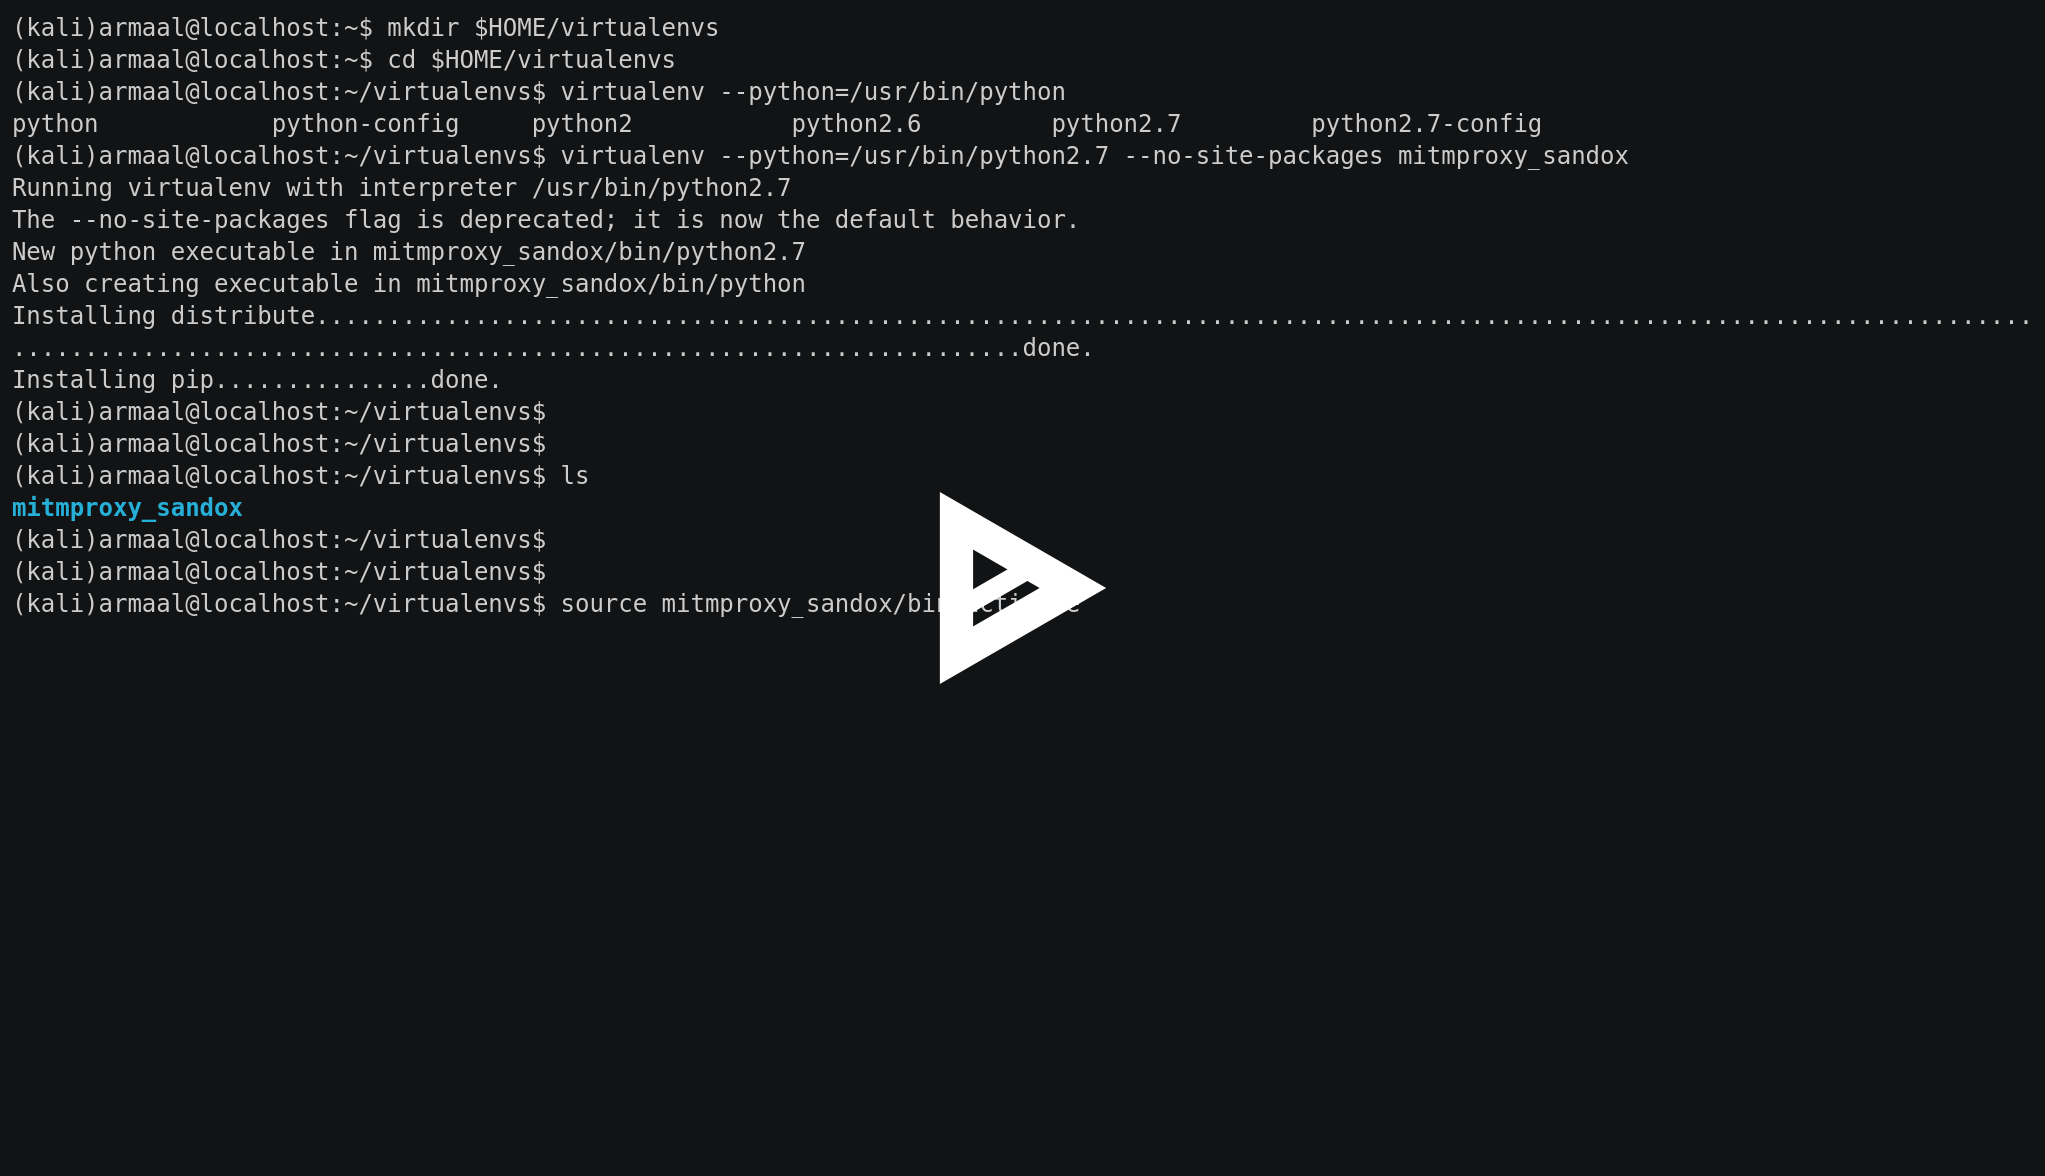 (kali)armaal@localhost:~$ mkdir $HOME/virtualenvs
(kali)armaal@localhost:~$ cd $HOME/virtualenvs
(kali)armaal@localhost:~/virtualenvs$ virtualenv --python=/usr/bin/python
python            python-config     python2           python2.6         python2.7         python2.7-config
(kali)armaal@localhost:~/virtualenvs$ virtualenv --python=/usr/bin/python2.7 --no-site-packages mitmproxy_sandox
Running virtualenv with interpreter /usr/bin/python2.7
The --no-site-packages flag is deprecated; it is now the default behavior.
New python executable in mitmproxy_sandox/bin/python2.7
Also creating executable in mitmproxy_sandox/bin/python
Installing distribute.......................................................................................................................
......................................................................done.
Installing pip...............done.
(kali)armaal@localhost:~/virtualenvs$
(kali)armaal@localhost:~/virtualenvs$
(kali)armaal@localhost:~/virtualenvs$ ls
mitmproxy_sandox
(kali)armaal@localhost:~/virtualenvs$
(kali)armaal@localhost:~/virtualenvs$
(kali)armaal@localhost:~/virtualenvs$ source mitmproxy_sandox/bin